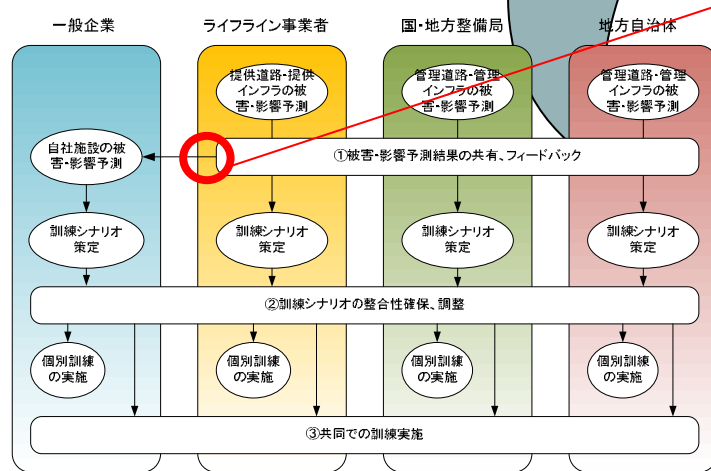 一般企業
ライフライン事業者
国・地方整備局
地方自治体
提供道路・提供
インフラの被
害・影響予測
管理道路・管理
インフラの被
害・影響予測
管理道路・管理
インフラの被
害・影響予測
自社施設の被
害・影響予測
①被害・影響予測結果の共有、フィードバック
訓練シナリオ
策定
訓練シナリオ
策定
訓練シナリオ
策定
訓練シナリオ
策定
②訓練シナリオの整合性確保、調整
個別訓練
の実施
個別訓練
の実施
個別訓練
の実施
個別訓練
の実施
③共同での訓練実施